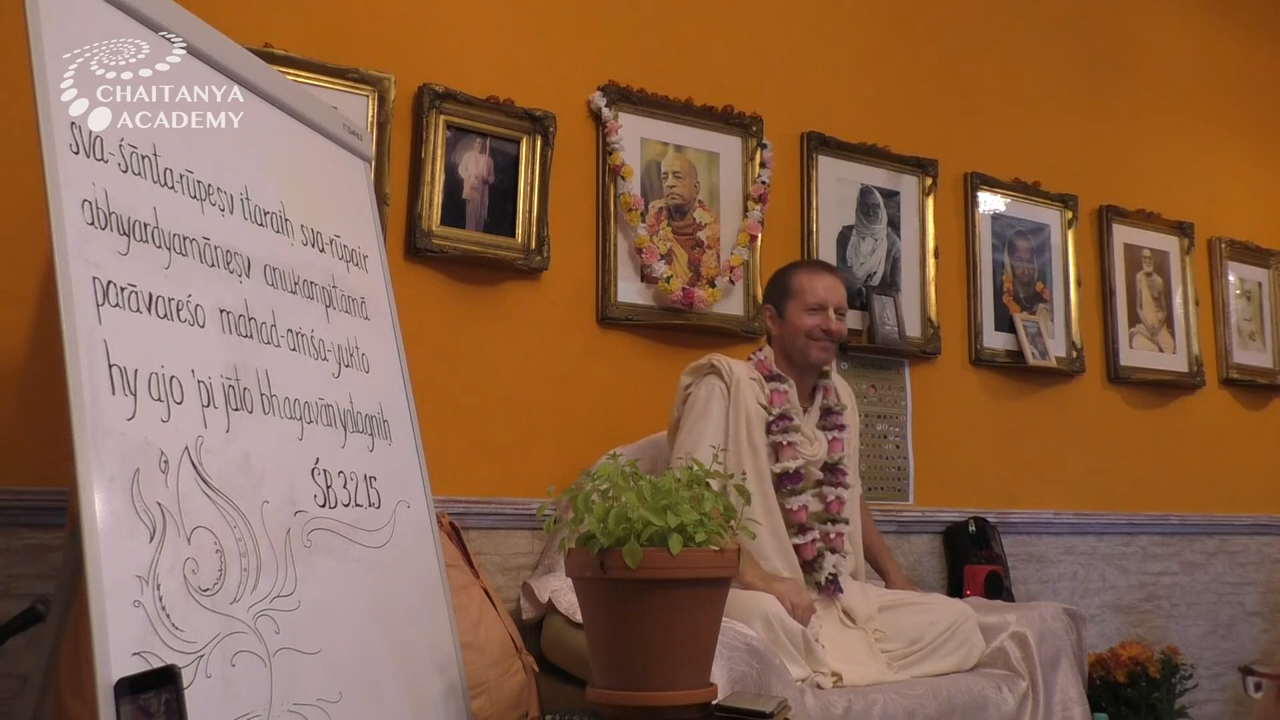 CHAITANYA
ACADEMY
sva-śānta-rūpeṣv itaraiḥ sva-rūpair
abhyardyamāneṣv anukampitātmā
parāvareśo mahad-aṁśa-yukto
hy ajo 'pi jāto bhagavān yathāgniḥ
ŚB 3.2.15